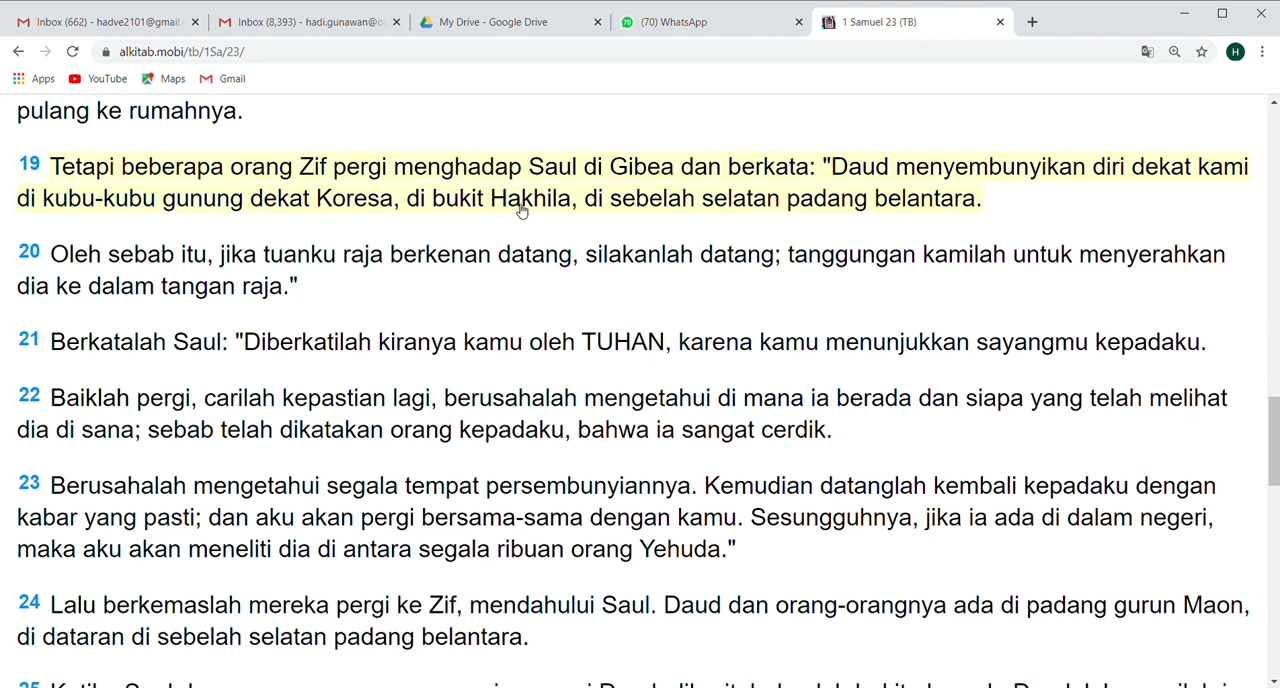 Inbox (662) - hadve2101@gmail.
Inbox (8,393) - hadi.gunawan@
My Drive - Google Drive
(70) WhatsApp
1 Samuel 23 (TB)
alkitab.mobi/tb/1Sa/23/
H
Apps
YouTube
Maps
Gmail
pulang ke rumahnya.
19 Tetapi beberapa orang Zif pergi menghadap Saul di Gibea dan berkata: "Daud menyembunyikan diri dekat kami
di kubu-kubu gunung dekat Koresa, di bukit Hakhila, di sebelah selatan padang belantara.
20 Oleh sebab itu, jika tuanku raja berkenan datang, silakanlah datang; tanggungan kamilah untuk menyerahkan
dia ke dalam tangan raja."
21 Berkatalah Saul: "Diberkatilah kiranya kamu oleh TUHAN, karena kamu menunjukkan sayangmu kepadaku.
22 Baiklah pergi, carilah kepastian lagi, berusahalah mengetahui di mana ia berada dan siapa yang telah melihat
dia di sana; sebab telah dikatakan orang kepadaku, bahwa ia sangat cerdik.
23 Berusahalah mengetahui segala tempat persembunyiannya. Kemudian datanglah kembali kepadaku dengan
kabar yang pasti; dan aku akan pergi bersama-sama dengan kamu. Sesungguhnya, jika ia ada di dalam negeri,
maka aku akan meneliti dia di antara segala ribuan orang Yehuda."
24 Lalu berkemaslah mereka pergi ke Zif, mendahului Saul. Daud dan orang-orangnya ada di padang gurun Maon,
di dataran di sebelah selatan padang belantara.